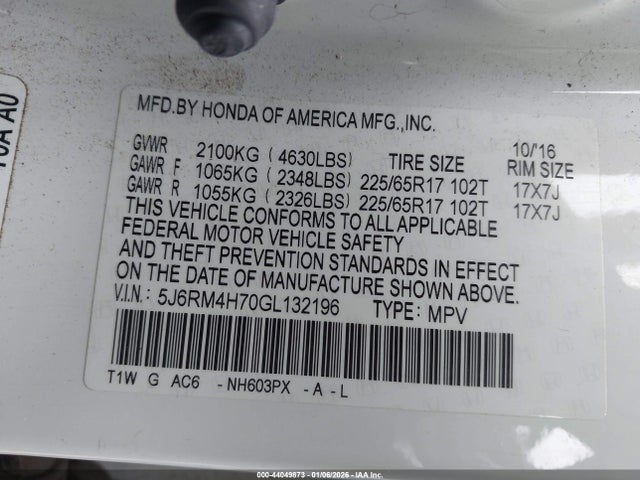 MFD.BY HONDA OF AMERICA MFG.,INC.
10/'16
GVWR 2100KG (4630LBS) TIRE SIZE RIM SIZE
GAWR F 1065KG (2348LBS) 225/65R17 102T 17X7J
GAWR R 1055KG (2326LBS) 225/65R17 102T 17X7J
THIS VEHICLE CONFORMS TO ALL APPLICABLE
FEDERAL MOTOR VEHICLE SAFETY
AND THEFT PREVENTION STANDARDS IN EFFECT
ON THE DATE OF MANUFACTURE SHOWN ABOVE.
V.I.N.: 5J6RM4H70GL132196 TYPE: MPV
T1W G AC6 -NH603PX -A-L
000-44049873 - 01/06/2026 - IAA Inc.